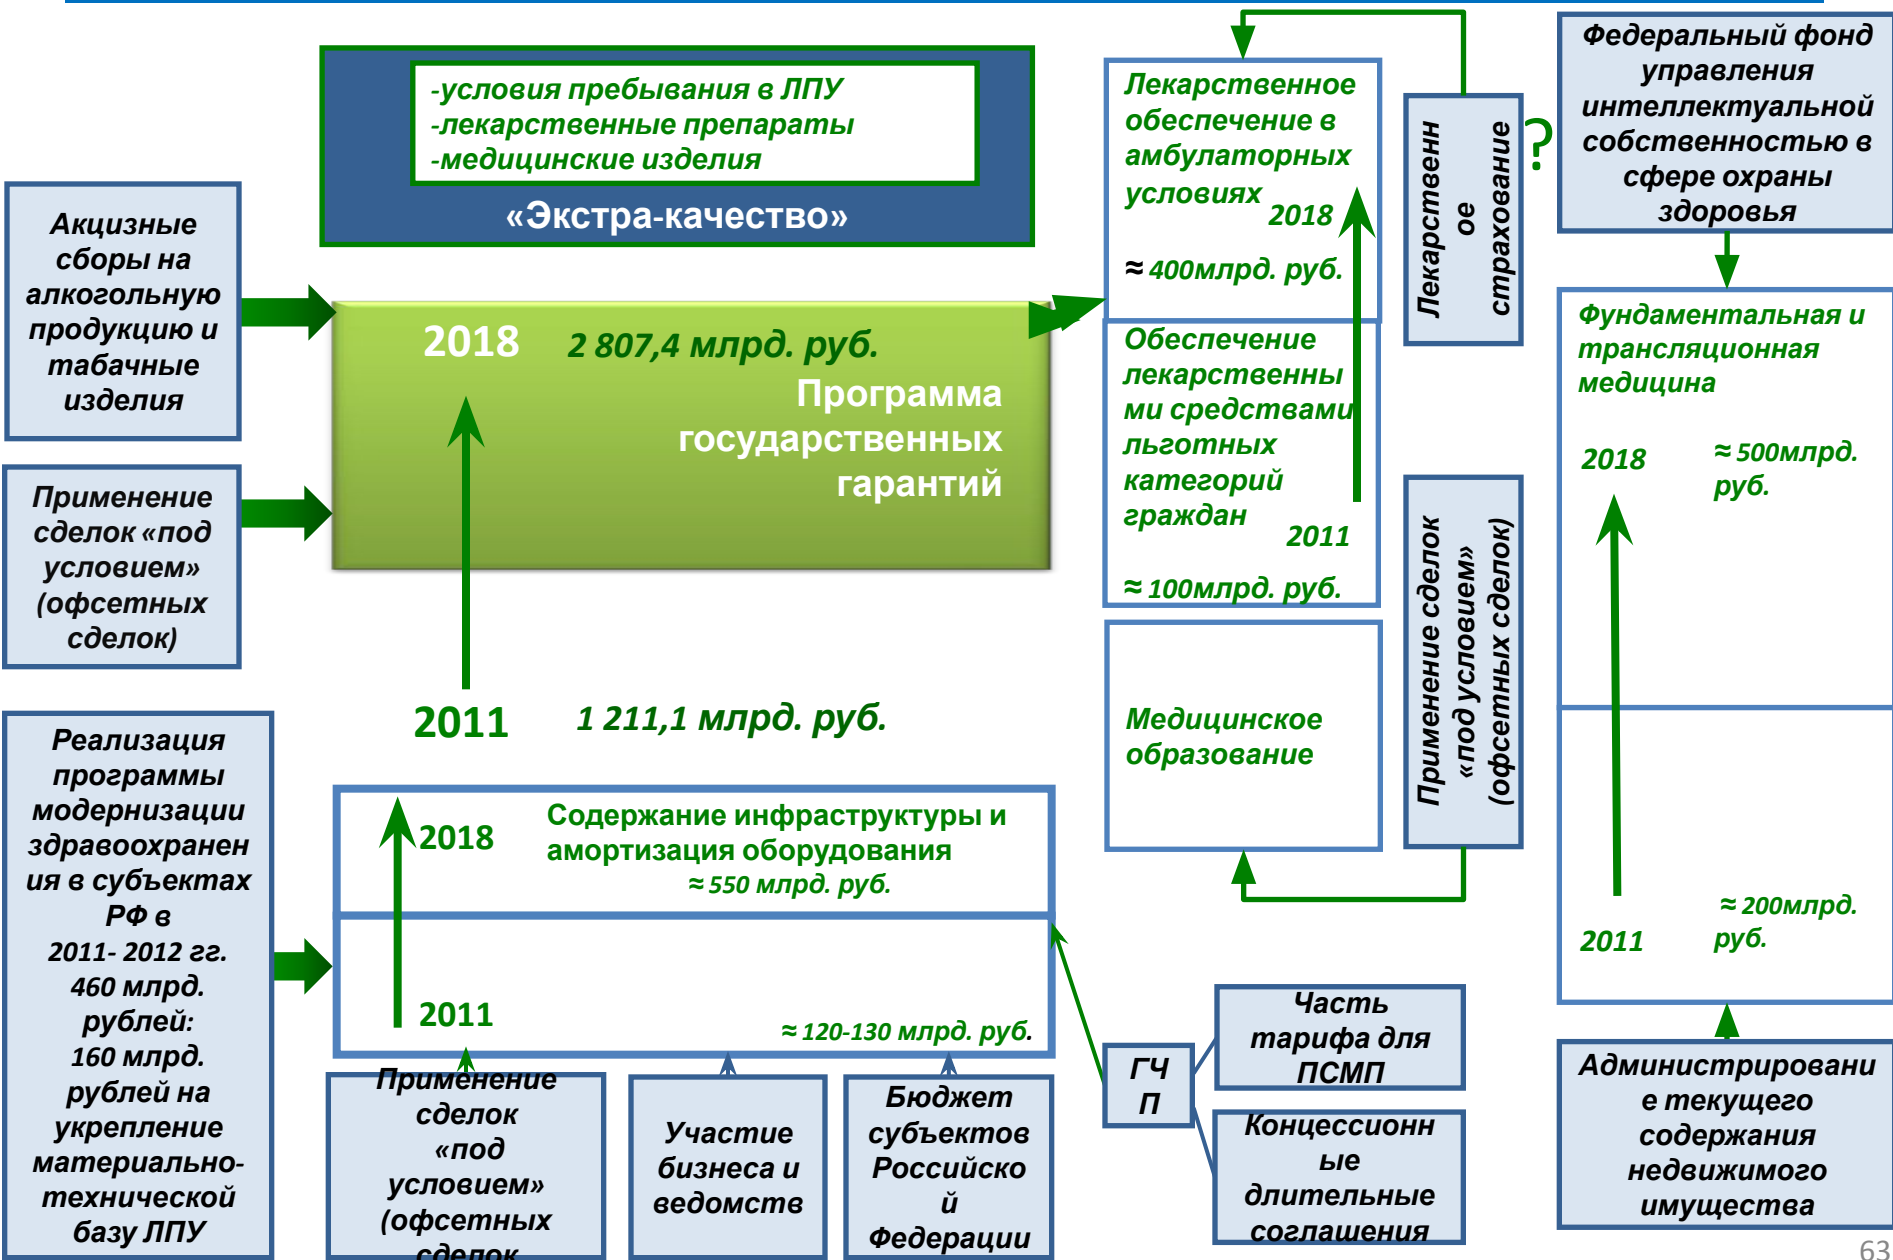 -условия пребывания в ЛПУ
-лекарственные препараты
-медицинские изделия
«Экстра-качество»
Акцизные
сборы на
алкогольную
продукцию и
табачные
изделия
Применение
сделок «под
условием»
(офсетных
сделок)
2018 2 807,4 млрд. руб.
Программа
государственных
гарантий
2011 1 211,1 млрд. руб.
Реализация
программы
модернизации
здравоохранен
ия в субъектах
РФ в
2011- 2012 гг.
460 млрд.
рублей:
160 млрд.
рублей на
укрепление
материально-
технической
базу ЛПУ
2018
Содержание инфраструктуры и
амортизация оборудования
≈ 550 млрд. руб.
2011
≈ 120-130 млрд. руб.
Применение
сделок
«под
условием»
(офсетных
сделок
Участие
бизнеса и
ведомств
Бюджет
субъектов
Российско
й
Федерации
Лекарственное
обеспечение в
амбулаторных
условиях
2018
≈ 400млрд. руб.
Обеспечение
лекарственны
ми средствами
льготных
категорий
граждан
2011
≈ 100млрд. руб.
Медицинское
образование
Лекарственн
ое
страхование
?
Применение сделок
«под условием»
(офсетных сделок)
ГЧ
П
Часть
тарифа для
ПСМП
Концессионн
ые
длительные
соглашения
Федеральный фонд
управления
интеллектуальной
собственностью в
сфере охраны
здоровья
Фундаментальная и
трансляционная
медицина
2018
≈ 500млрд.
руб.
2011
≈ 200млрд.
руб.
Администрировани
е текущего
содержания
недвижимого
имущества
63